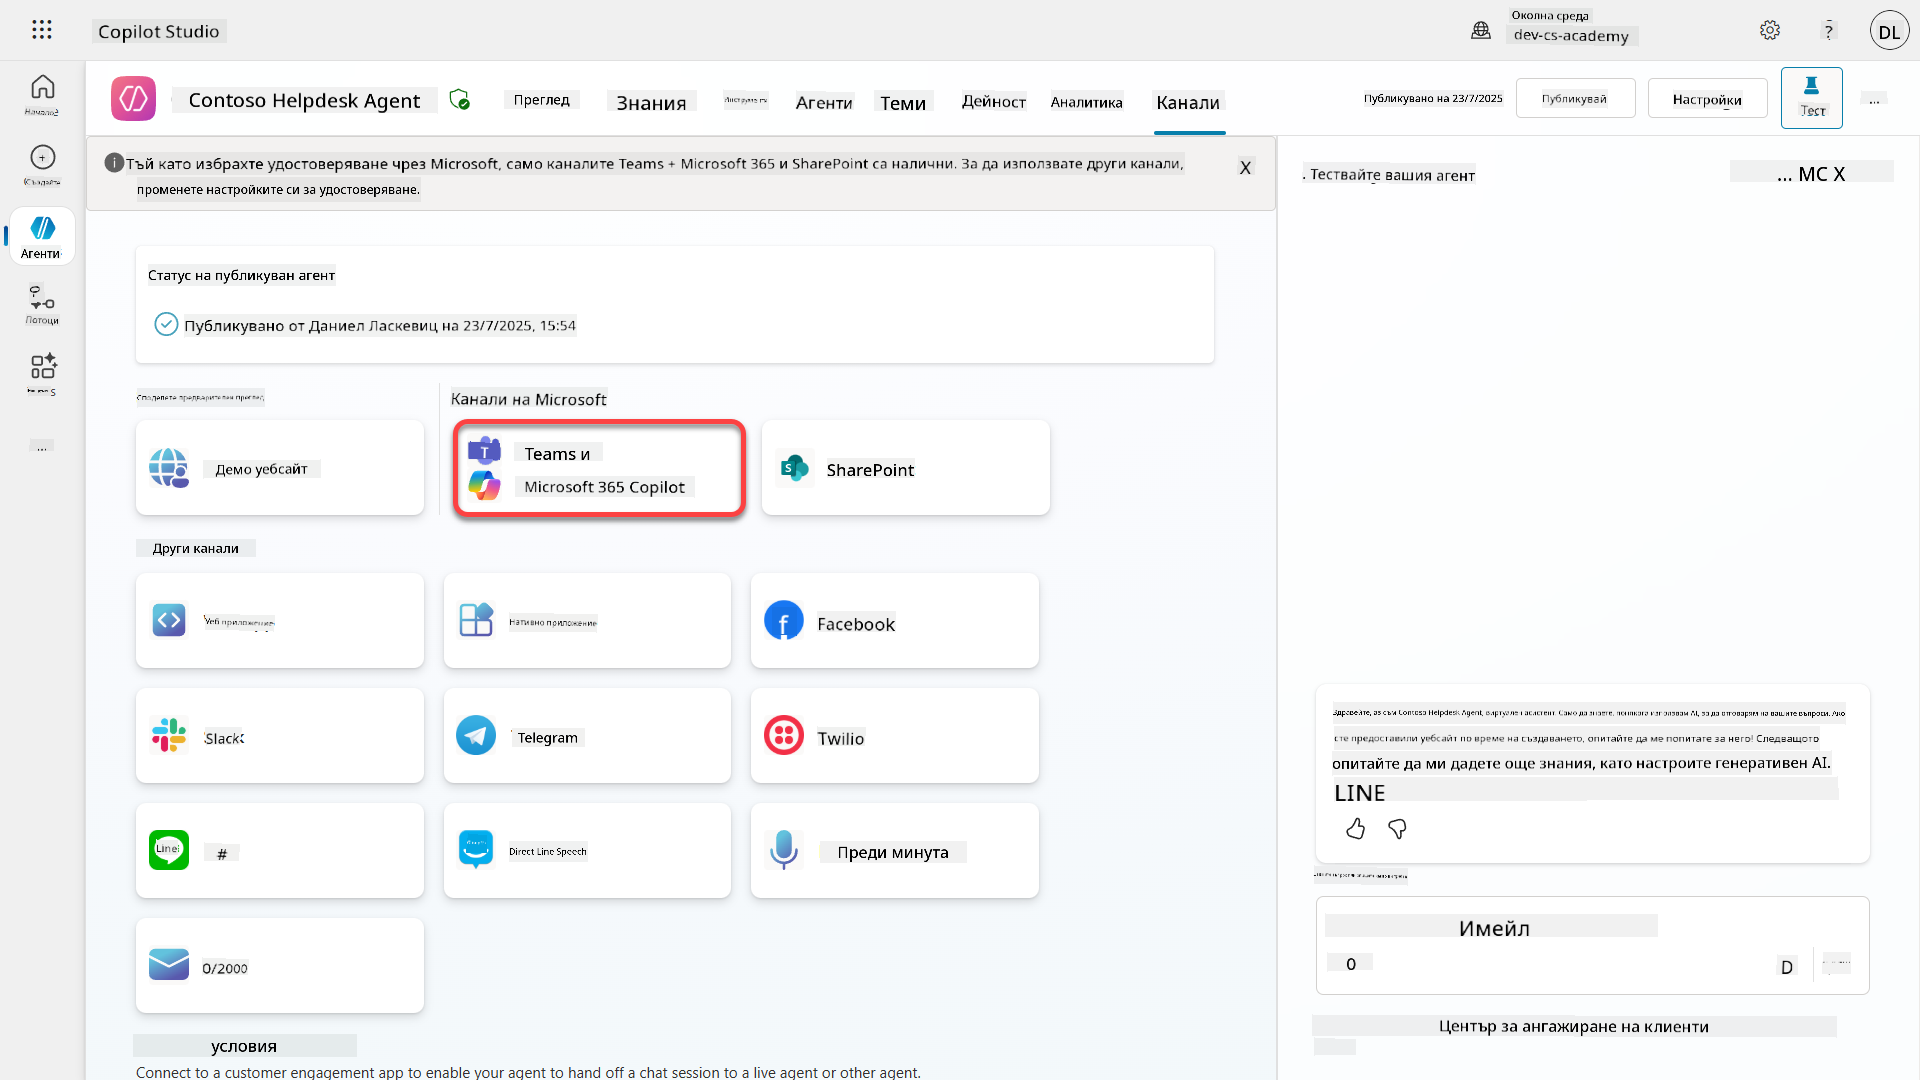 Copilot Studio
Околна среда
dev-cs-academy
?
DL
Contoso Helpdesk Agent
Преглед
Знания
Агенти
Теми
Дейност
Аналитика
Канали
Публикувано на 23/7/2025
Публикувай
Настройки
Тест
...
Начало
Създайте
Агенти
Потоци
...
Тъй като избрахте удостоверяване чрез Microsoft, само каналите Teams + Microsoft 365 и SharePoint са налични. За да използвате други канали,
променете настройките си за удостоверяване.
X
Статус на публикуван агент
Публикувано от Даниел Ласкевиц на 23/7/2025, 15:54
Споделете предварителен преглед
Канали на Microsoft
Демо уебсайт
Teams и
Microsoft 365 Copilot
SharePoint
Други канали
Уеб приложение
Нативно приложение
Facebook
Slack
Telegram
Twilio
#
Direct Line Speech
Преди минута
0/2000
условия
Connect to a customer engagement app to enable your agent to hand off a chat session to a live agent or other agent.
. Тествайте вашия агент
... МС X
Здравейте, аз съм Contoso Helpdesk Agent, виртуален асистент. Само да знаете, понякога използвам AI, за да отговарям на вашите въпроси. Ако
сте предоставили уебсайт по време на създаването, опитайте да ме попитате за него! Следващото
опитайте да ми дадете още знания, като настроите генеративен AI.
LINE
Имейл
0
D
Център за ангажиране на клиенти